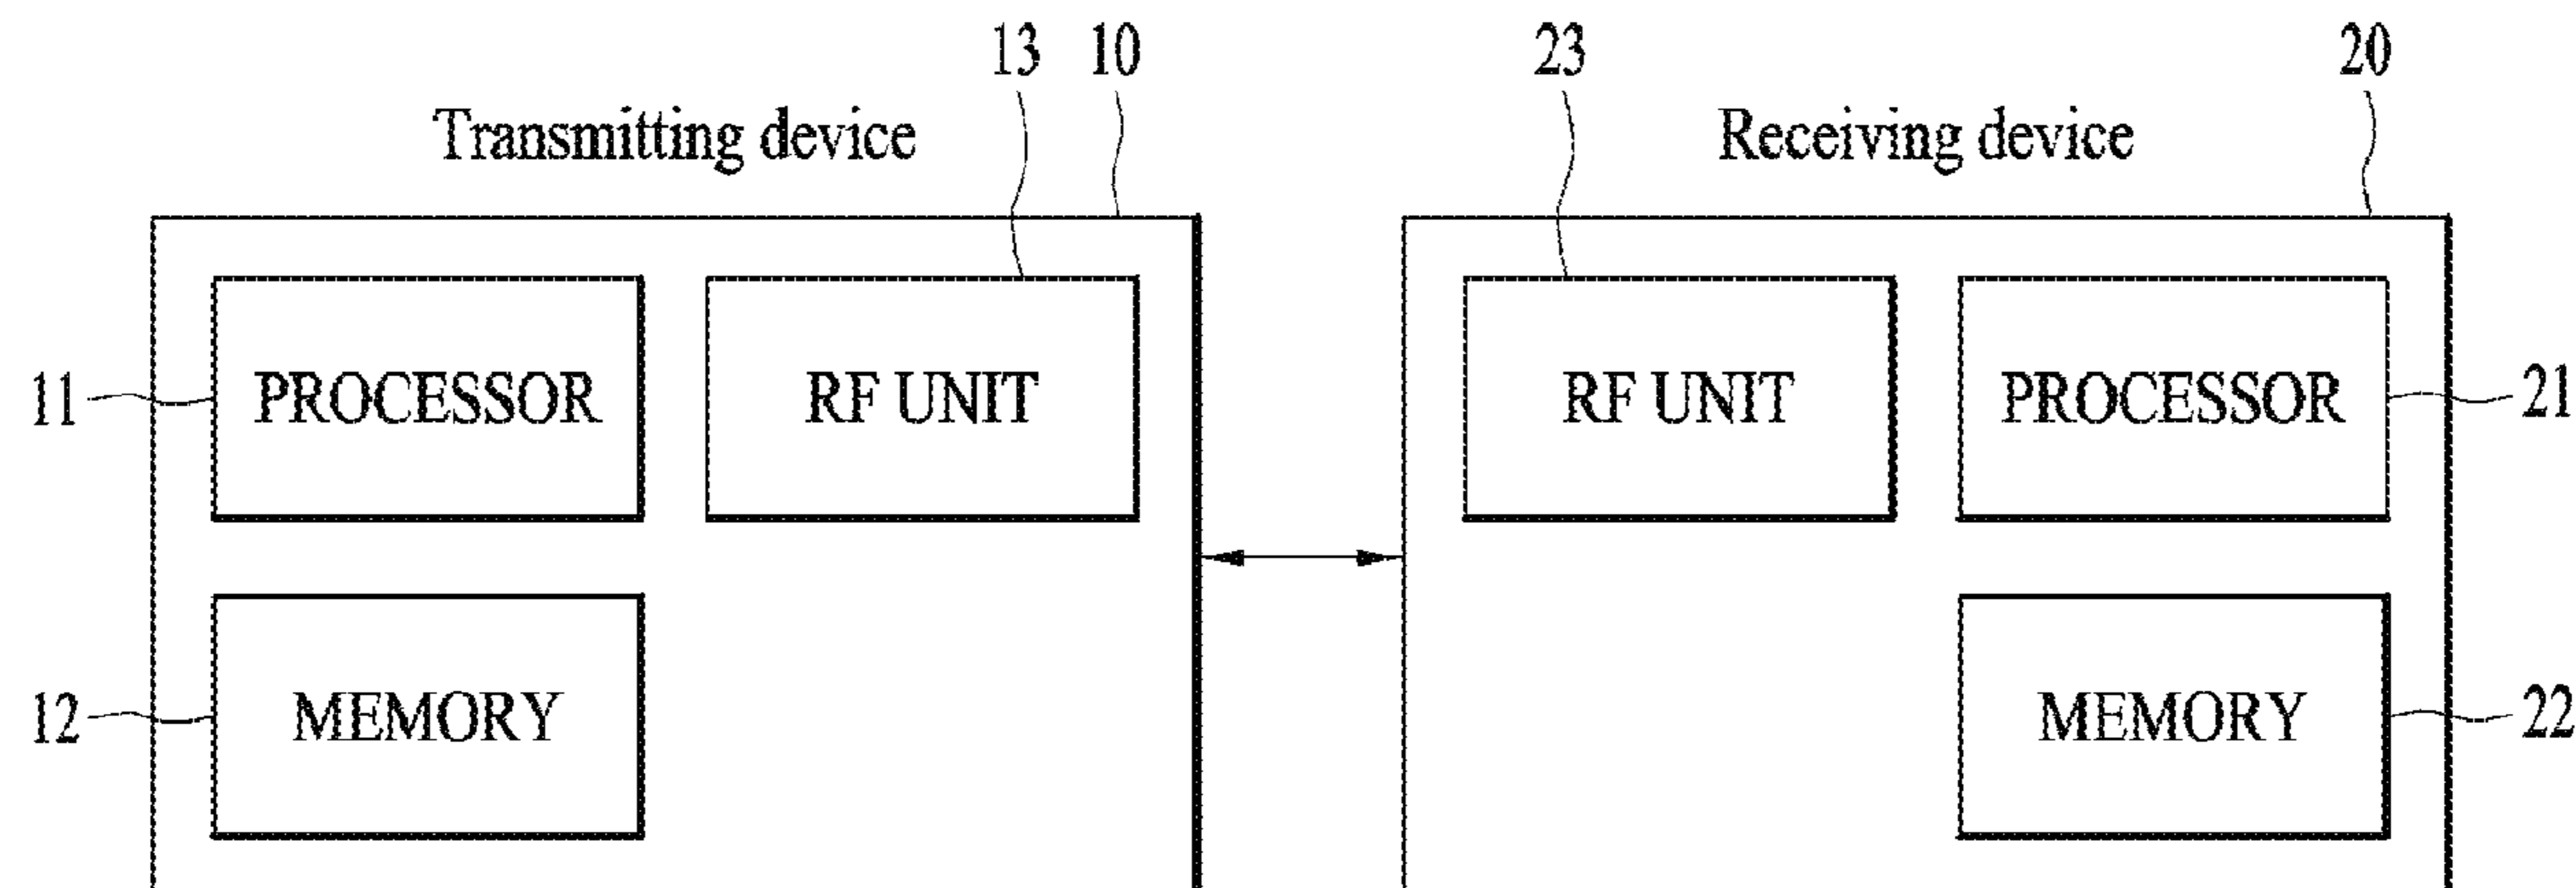 13 10 23 20
Transmitting device Receiving device
11 PROCESSOR RF UNIT RF UNIT PROCESSOR 21
12 MEMORY MEMORY 22